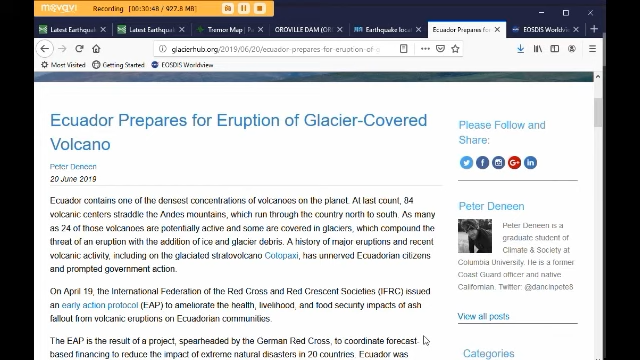 movavi
00:30:48 / 927.8 MB
Latest Earthquake
Latest Earthquake
Tremor Map | Pa
OROVILLE DAM (OR
Earthquake locat
Ecuador Prepares for
EOSDIS Worldview
glacierhub.org/2019/06/20/ecuador-prepares-for-eruption-of-g
Most Visited
Getting Started
EOSDIS Worldview
Ecuador Prepares for Eruption of Glacier-Covered
Volcano
Peter Deneen
20 June 2019
Ecuador contains one of the densest concentrations of volcanoes on the planet. At last count, 84
volcanic centers straddle the Andes mountains, which run through the country north to south. As many
as 24 of those volcanoes are potentially active and some are covered in glaciers, which compound the
threat of an eruption with the addition of ice and glacier debris. A history of major eruptions and recent
volcanic activity, including on the glaciated stratovolcano Cotopaxi, has unnerved Ecuadorian citizens
and prompted government action.
On April 19, the International Federation of the Red Cross and Red Crescent Societies (IFRC) issued
an early action protocol (EAP) to ameliorate the health, livelihood, and food security impacts of ash
fallout from volcanic eruptions on Ecuadorian communities.
The EAP is the result of a project, spearheaded by the German Red Cross, to coordinate forecast-
based financing to reduce the impact of extreme natural disasters in 20 countries. Ecuador was
Please Follow and
Share:
Peter Deneen
Peter Deneen is a
graduate student of
Climate & Society at
Columbia University. He is a former
Coast Guard officer and native
Californian. Twitter: @dancinpete8
View all posts
Categories